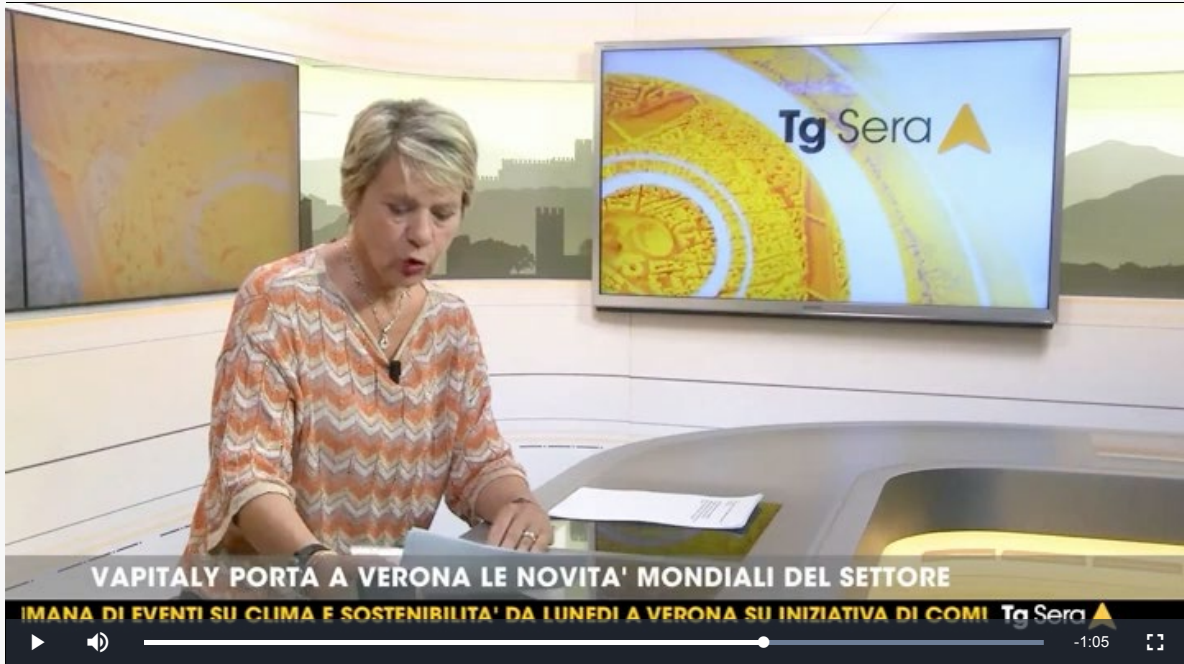 Tg Sera
VAPITALY PORTA A VERONA LE NOVITA' MONDIALI DEL SETTORE
IMANA DI EVENTI SU CLIMA E SOSTENIBILITA' DA LUNEDI A VERONA SU INIZIATIVA DI COMU
Tg Sera
-1:05